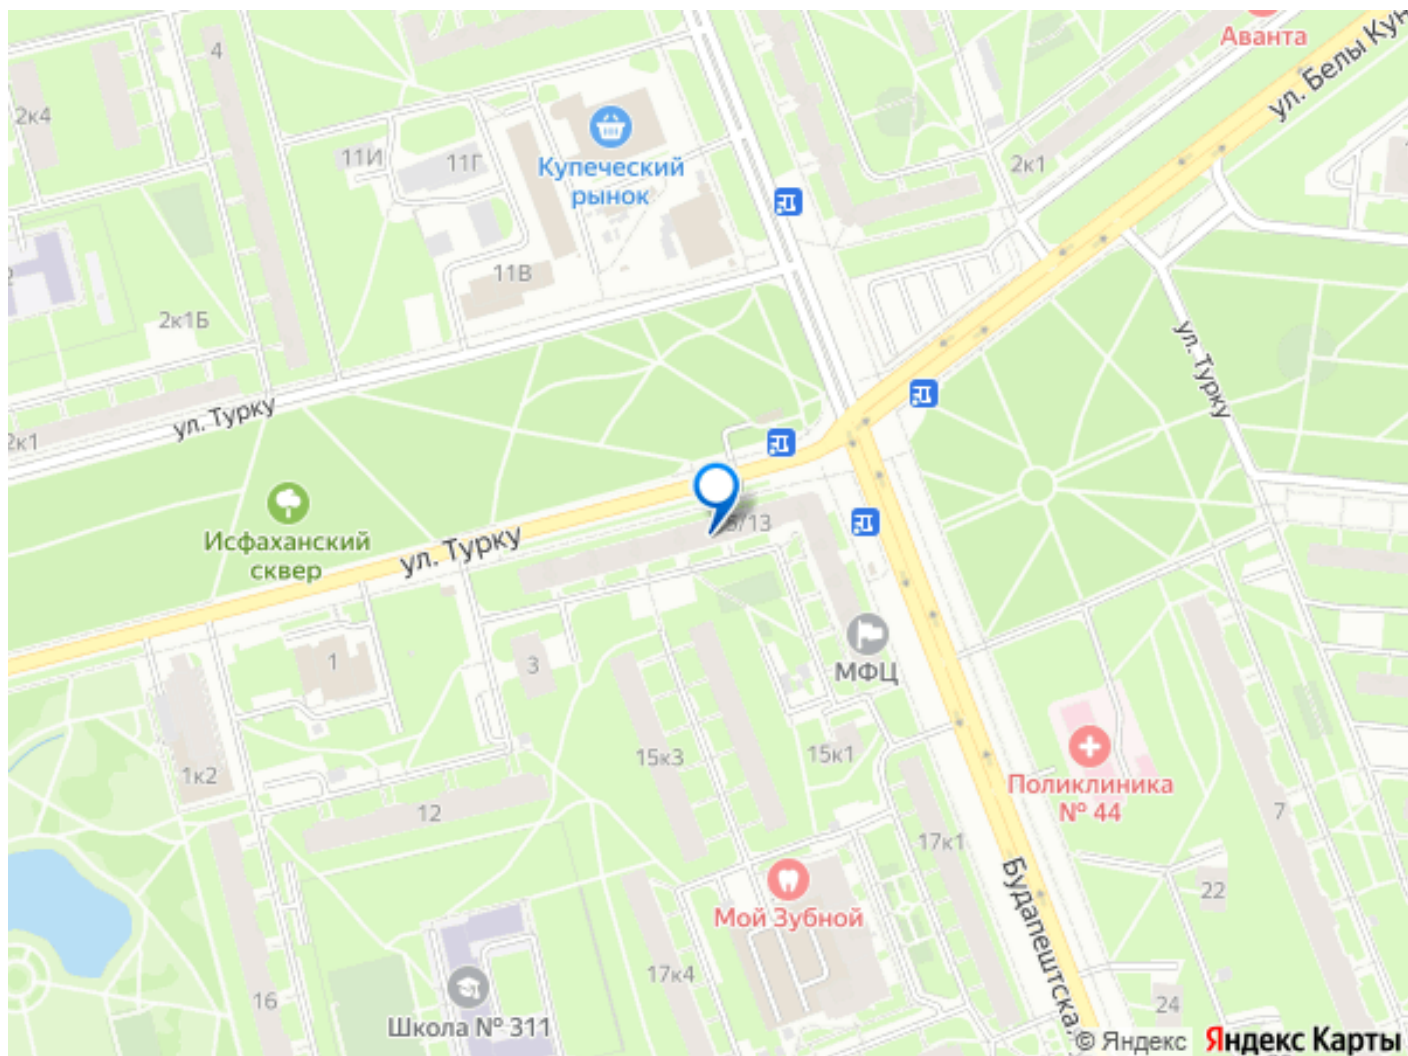 Аванта
ул. Белы Кун
4
2к4
11И
11Г
Купеческий
рынок
2к1
11В
2к1Б
ул. Турку
ул. Турку
2к1
Исфаханский
сквер
ул. Турку
5/13
1
3
МФЦ
15к3
15к1
1к2
12
Поликлиника
№ 44
7
17к1
Мой Зубной
22
Будапештска
17к4
16
Школа № 311
24
© Яндекс
Яндекс Карты